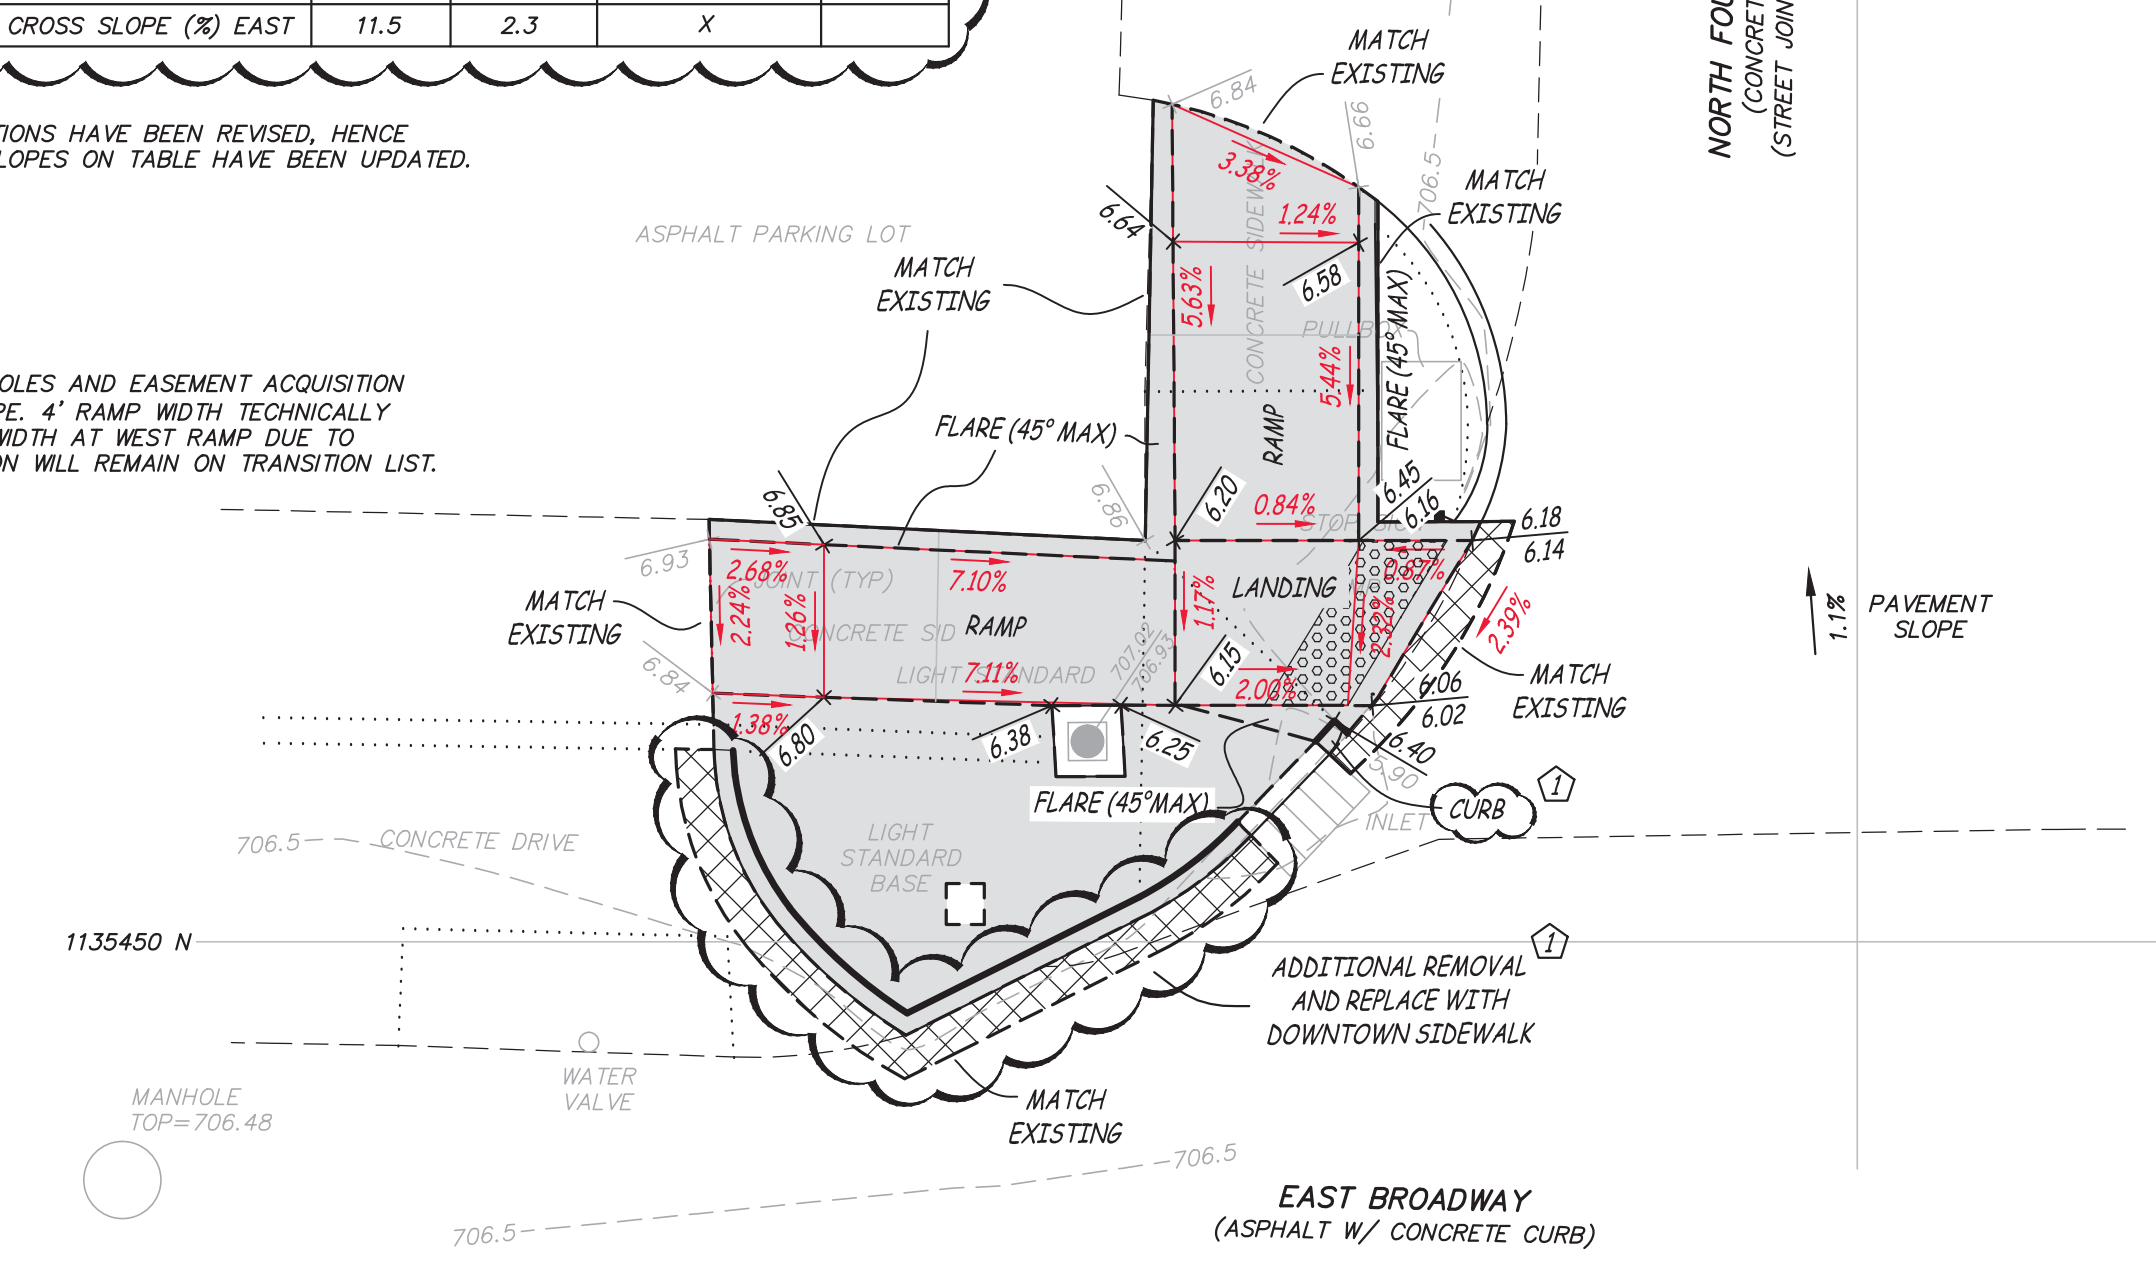 CROSS SLOPE (%) EAST 11.5 2.3 X
TIONS HAVE BEEN REVISED, HENCE
LOPES ON TABLE HAVE BEEN UPDATED.
OLES AND EASEMENT ACQUISITION
PE. 4' RAMP WIDTH TECHNICALLY
WIDTH AT WEST RAMP DUE TO
ON WILL REMAIN ON TRANSITION LIST.
NORTH FOU
(CONCRET
(STREET JOIN
MATCH
EXISTING
6.84
6.66
706.5
3.38%
MATCH
EXISTING
6.64
1.24%
6.58
CONCRETE SIDEWALK
ASPHALT PARKING LOT
MATCH
EXISTING
5.63%
PULLBOX
FLARE (45° MAX)
5.44%
RAMP
FLARE (45° MAX)
6.85
6.86
6.20
0.84%
6.45
6.16
STOP SIGN
6.18
6.14
6.93
2.68%
JOINT (TYP)
7.10%
LANDING
0.87%
MATCH
EXISTING
2.24%
1.26%
CONCRETE SID
RAMP
1.17%
2.32%
2.39%
1.1%
PAVEMENT
SLOPE
6.84
LIGHT STANDARD
7.11%
707.02
706.93
6.15
2.00%
MATCH
EXISTING
6.06
6.02
1.38%
6.80
6.38
6.25
6.40
5.90
FLARE (45°MAX)
CURB
1
INLET
706.5
CONCRETE DRIVE
LIGHT
STANDARD
BASE
1135450 N
1
ADDITIONAL REMOVAL
AND REPLACE WITH
DOWNTOWN SIDEWALK
WATER
VALVE
MANHOLE
TOP=706.48
MATCH
EXISTING
706.5
706.5
EAST BROADWAY
(ASPHALT W/ CONCRETE CURB)